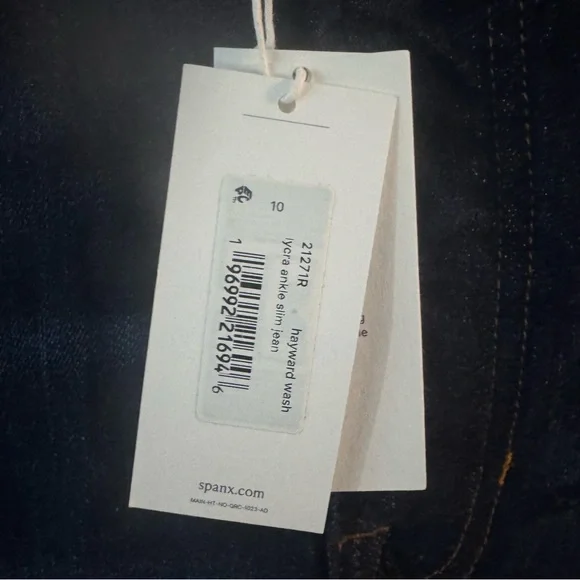 10
21271R hayward wash
lycra ankle slim jean
1 96992 21694 6
spanx.com